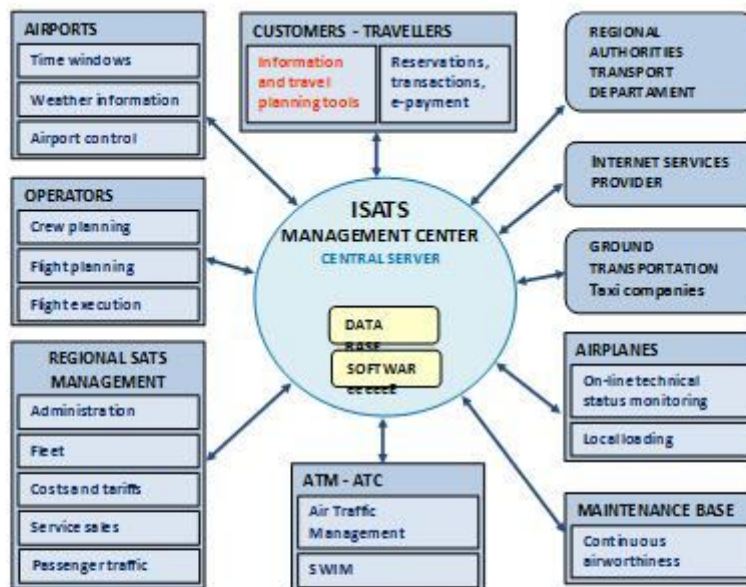 AIRPORTS
Time windows
Weather information
Airport control
OPERATORS
Crew planning
Flight planning
Flight execution
REGIONAL SATS
MANAGEMENT
Administration
Fleet
Costs and tariffs
Service sales
Passenger traffic
CUSTOMERS - TRAVELLERS
Information
and travel
planning tools
Reservations,
transactions,
e-payment
ISATS
MANAGEMENT CENTER
CENTRAL SERVER
DATA
BASE
SOFTWAR
ATM - ATC
Air Traffic
Management
SWIM
REGIONAL
AUTHORITIES
TRANSPORT
DEPARTAMENT
INTERNET SERVICES
PROVIDER
GROUND
TRANSPORTATION
Taxi companies
AIRPLANES
On-line technical
status monitoring
Local loading
MAINTENANCE BASE
Continuous
airworthiness